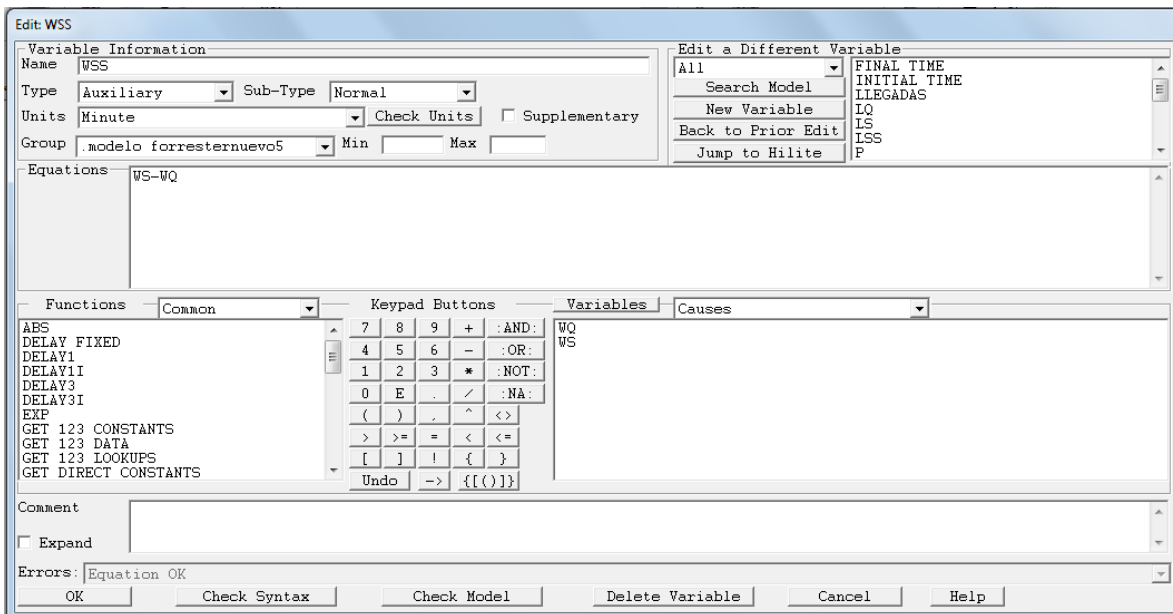 Edit: WSS
Variable Information
Name WSS
Type Auxiliary Sub-Type Normal
Units Minute Check Units Supplementary
Group .modelo forresternuevo5 Min Max
Edit a Different Variable
All
Search Model
New Variable
Back to Prior Edit
Jump to Hilite
FINAL TIME
INITIAL TIME
LLEGADAS
LQ
LS
LSS
P
Equations WS-WQ
Functions Common
ABS
DELAY FIXED
DELAY1
DELAY1I
DELAY3
DELAY3I
EXP
GET 123 CONSTANTS
GET 123 DATA
GET 123 LOOKUPS
GET DIRECT CONSTANTS
Keypad Buttons
7 8 9 + :AND:
4 5 6 - :OR:
1 2 3 * :NOT:
0 E . / :NA:
( ) , ^ <>
> >= = < <=
[ ] ! { }
Undo -> {[()]}
Variables Causes
WQ
WS
Comment
Expand
Errors: Equation OK
OK Check Syntax Check Model Delete Variable Cancel Help